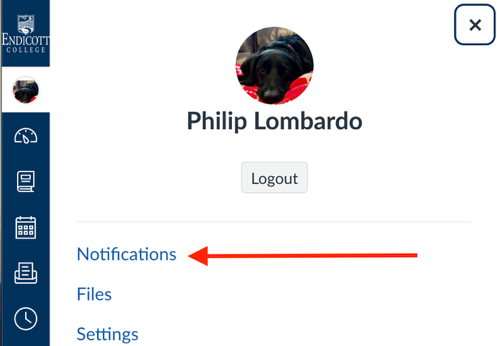 ENDICOTT
COLLEGE
Philip Lombardo
Logout
Notifications
Files
Settings